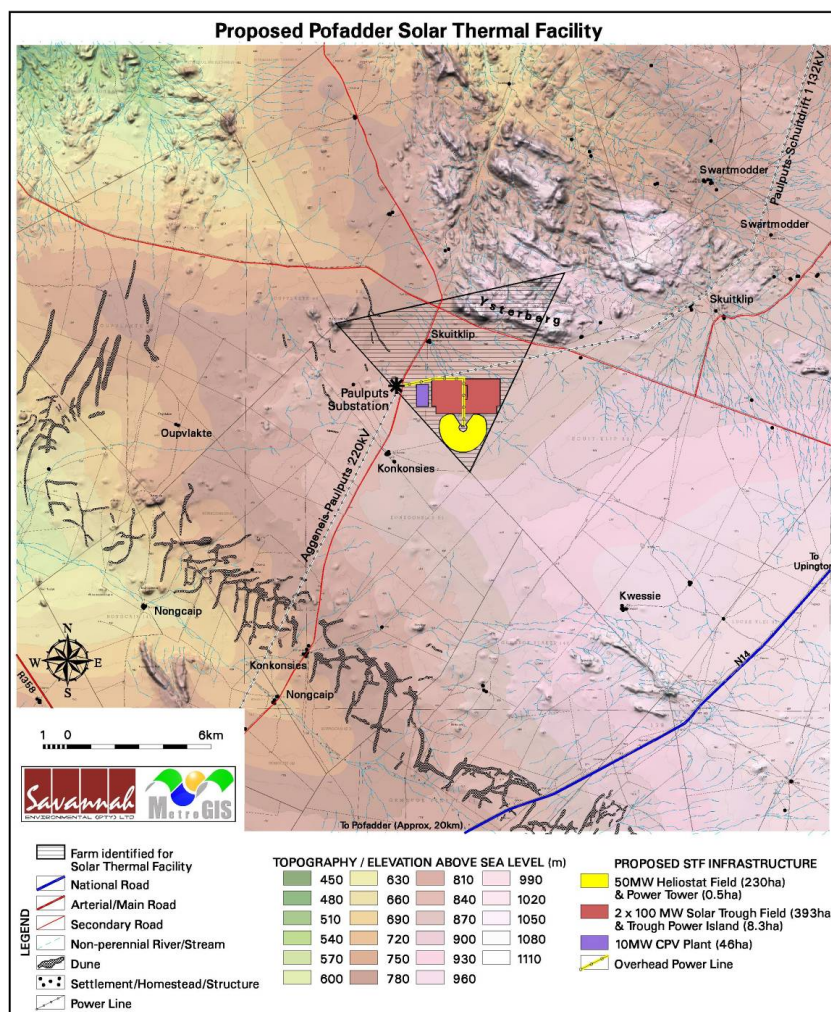 Proposed Pofadder Solar Thermal Facility
Paulputs-Schuitdrift 1 132kV
Swartmodder
Swartmodder
Skuitklip
Ysterberg
Skuitklip
Paulputs
Substation
Oupvlakte
Aggeneis-Paulputs 220kV
Konkonsies
To
Upington
Kwessie
Nongcaip
N
W E
S
Konkonsies
N14
R358
Nongcaip
1 0 6km
Savannah
ENVIRONMENTAL (PTY) LTD
MetroGIS
To Pofadder (Approx, 20km)
LEGEND
Farm identified for
Solar Thermal Facility
National Road
Arterial/Main Road
Secondary Road
Non-perennial River/Stream
Dune
Settlement/Homestead/Structure
Power Line
TOPOGRAPHY / ELEVATION ABOVE SEA LEVEL (m)
450 630 810 990
480 660 840 1020
510 690 870 1050
540 720 900 1080
570 750 930 1110
600 780 960
PROPOSED STF INFRASTRUCTURE
50MW Heliostat Field (230ha)
& Power Tower (0.5ha)
2 x 100 MW Solar Trough Field (393ha)
& Trough Power Island (8.3ha)
10MW CPV Plant (46ha)
Overhead Power Line